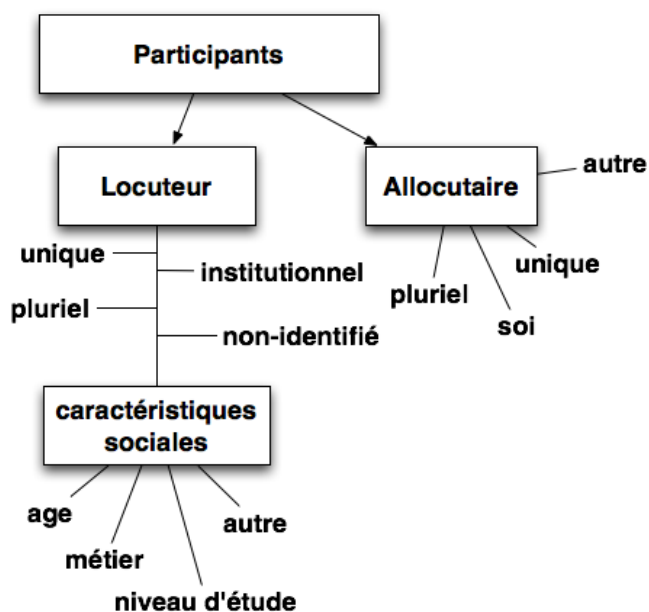 Participants
Locuteur
Allocutaire
autre
unique
institutionnel
pluriel
non-identifié
pluriel
soi
unique
caractéristiques
sociales
age
métier
niveau d'étude
autre